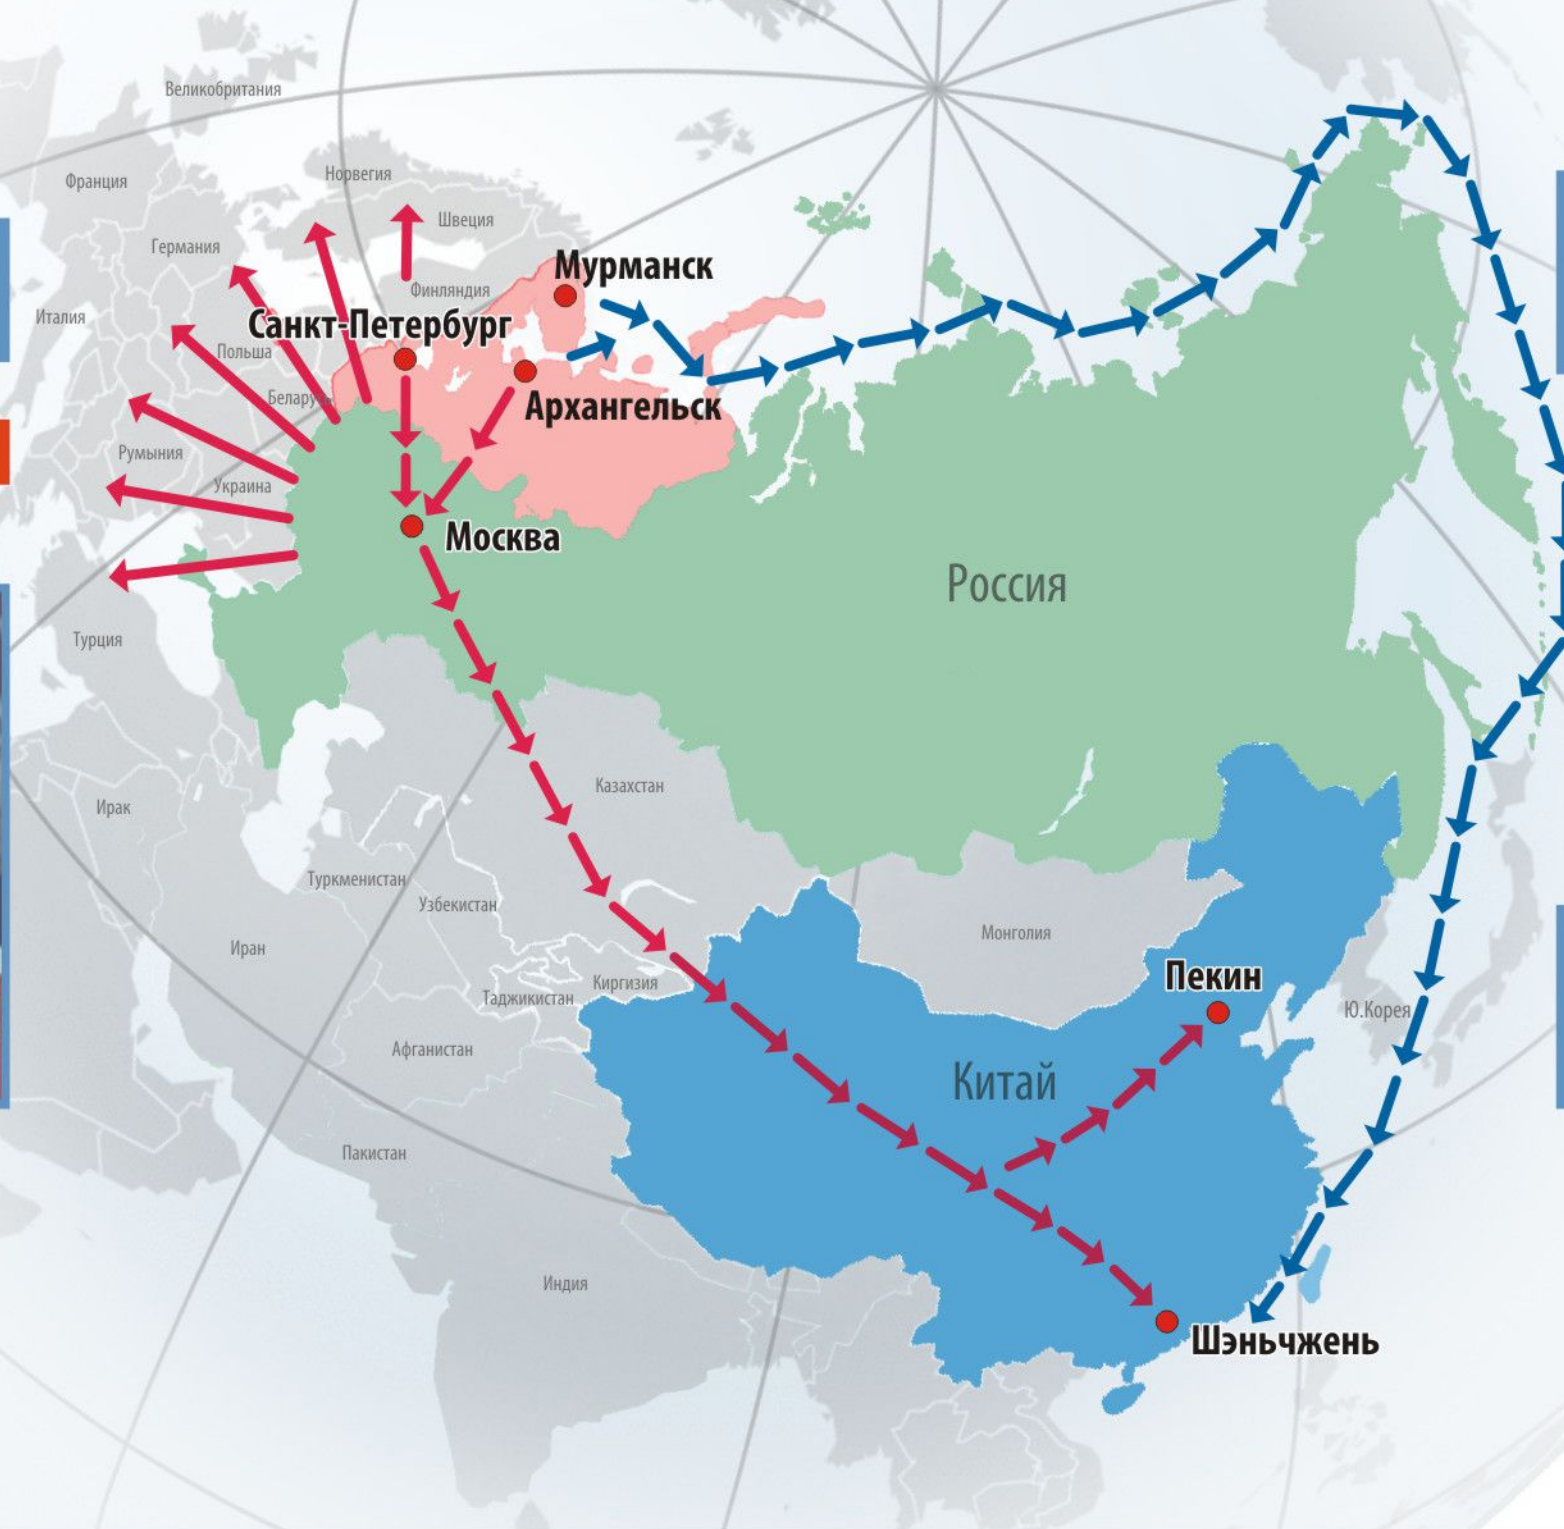 Великобритания
Норвегия
Франция
Швеция
Германия
Мурманск
Финляндия
Италия
Санкт-Петербург
Польша
Беларусь
Архангельск
Румыния
Украина
Москва
Россия
Турция
Казахстан
Ирак
Туркменистан
Узбекистан
Монголия
Иран
Пекин
Киргизия
Таджикистан
Ю.Корея
Афганистан
Китай
Пакистан
Индия
Шэньчжень